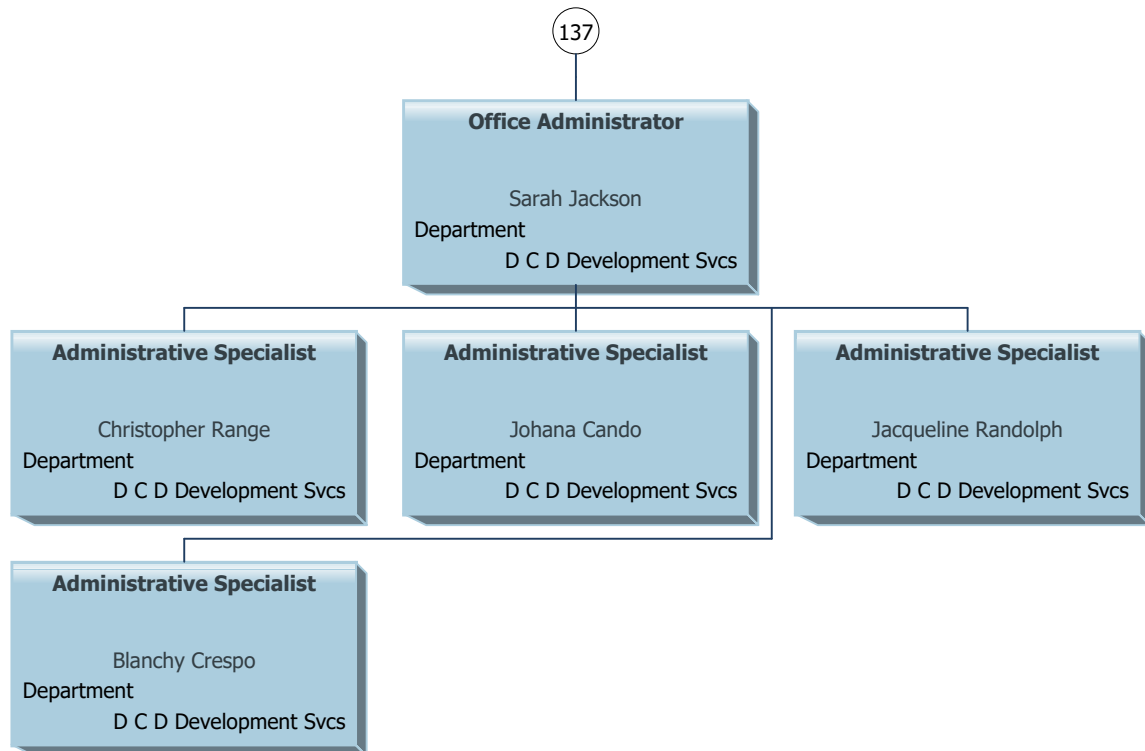 137
Office Administrator
Sarah Jackson
Department
D C D Development Svcs
Administrative Specialist
Christopher Range
Department
D C D Development Svcs
Administrative Specialist
Johana Cando
Department
D C D Development Svcs
Administrative Specialist
Jacqueline Randolph
Department
D C D Development Svcs
Administrative Specialist
Blanchy Crespo
Department
D C D Development Svcs